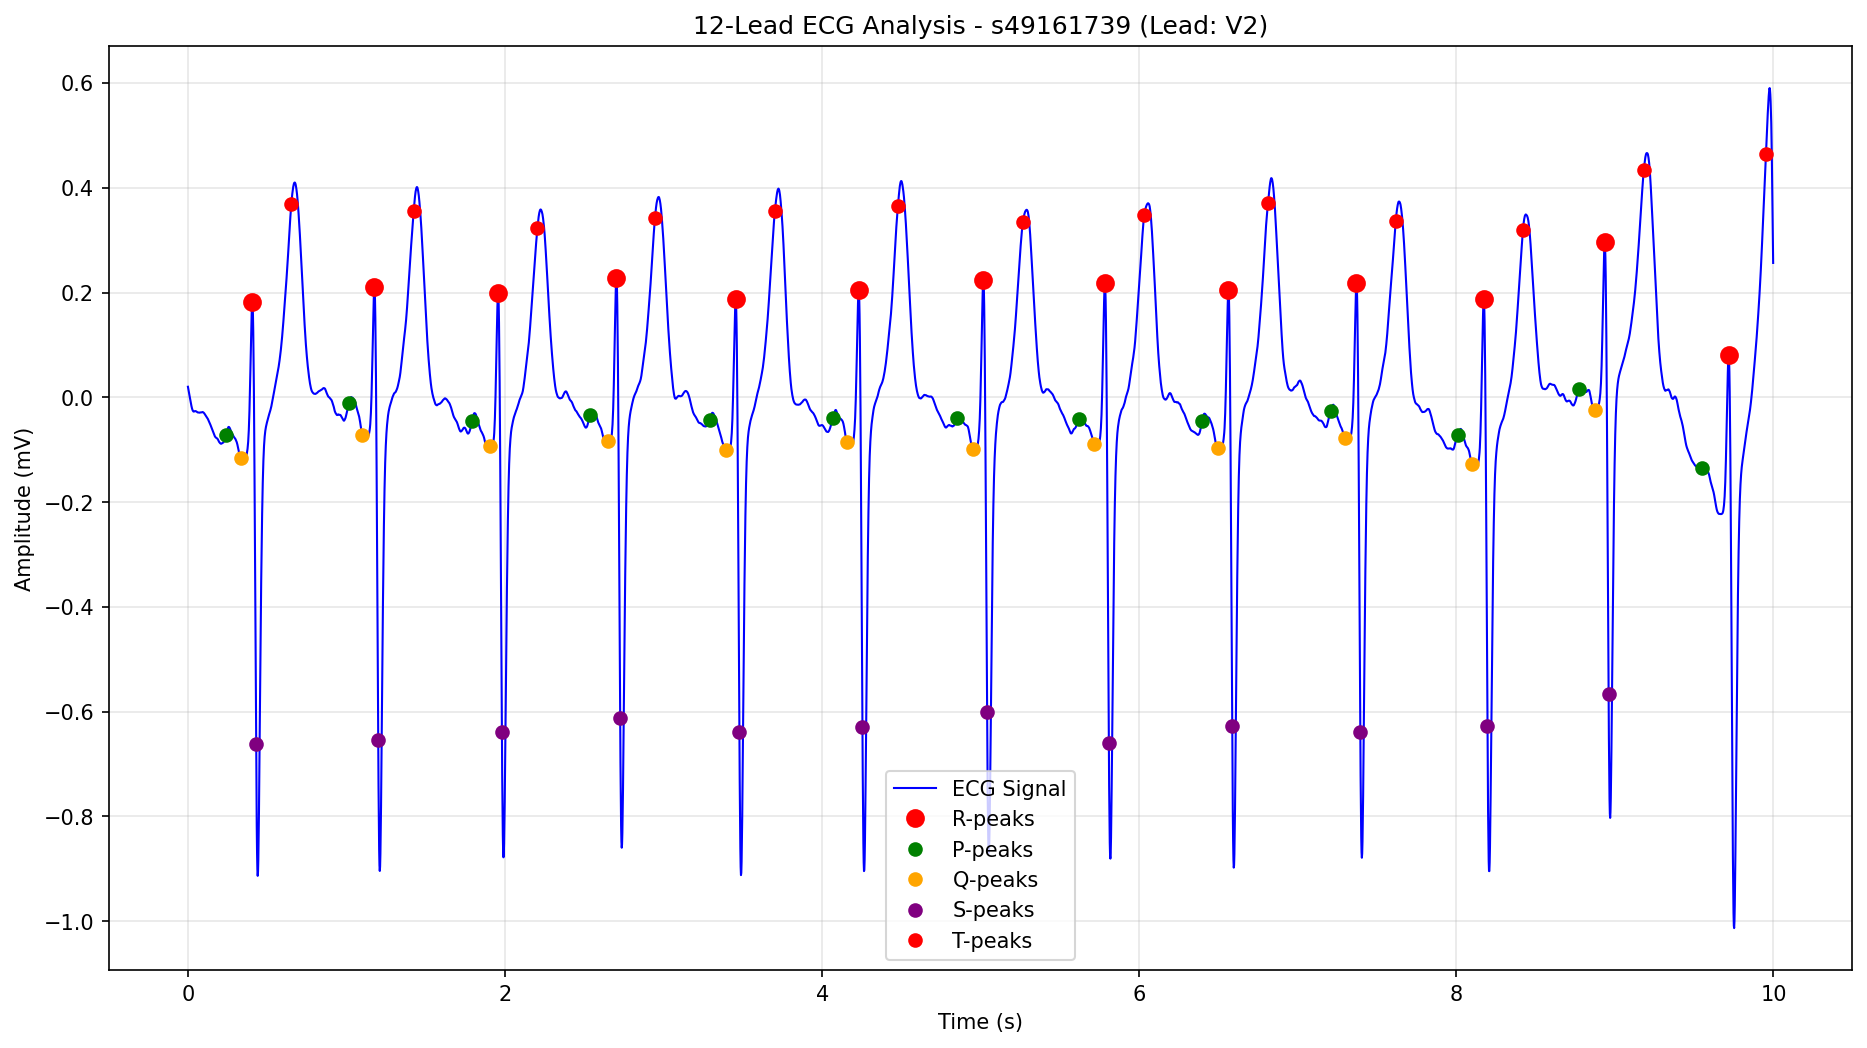 12-Lead ECG Analysis - s49161739 (Lead: V2)
Amplitude (mV)
0.6
0.4
0.2
0.0
−0.2
−0.4
−0.6
−0.8
−1.0
ECG Signal
R-peaks
P-peaks
Q-peaks
S-peaks
T-peaks
0 2 4 6 8 10
Time (s)